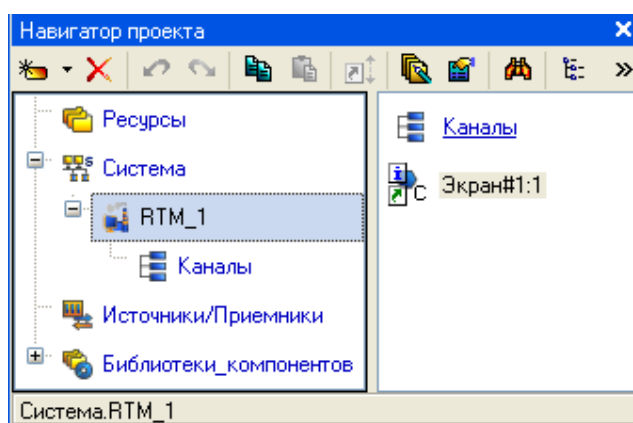 Навигатор проекта
Ресурсы
Система
RTM_1
Каналы
Источники/Приемники
Библиотеки_компонентов
Каналы
Экран#1:1
Система.RTM_1